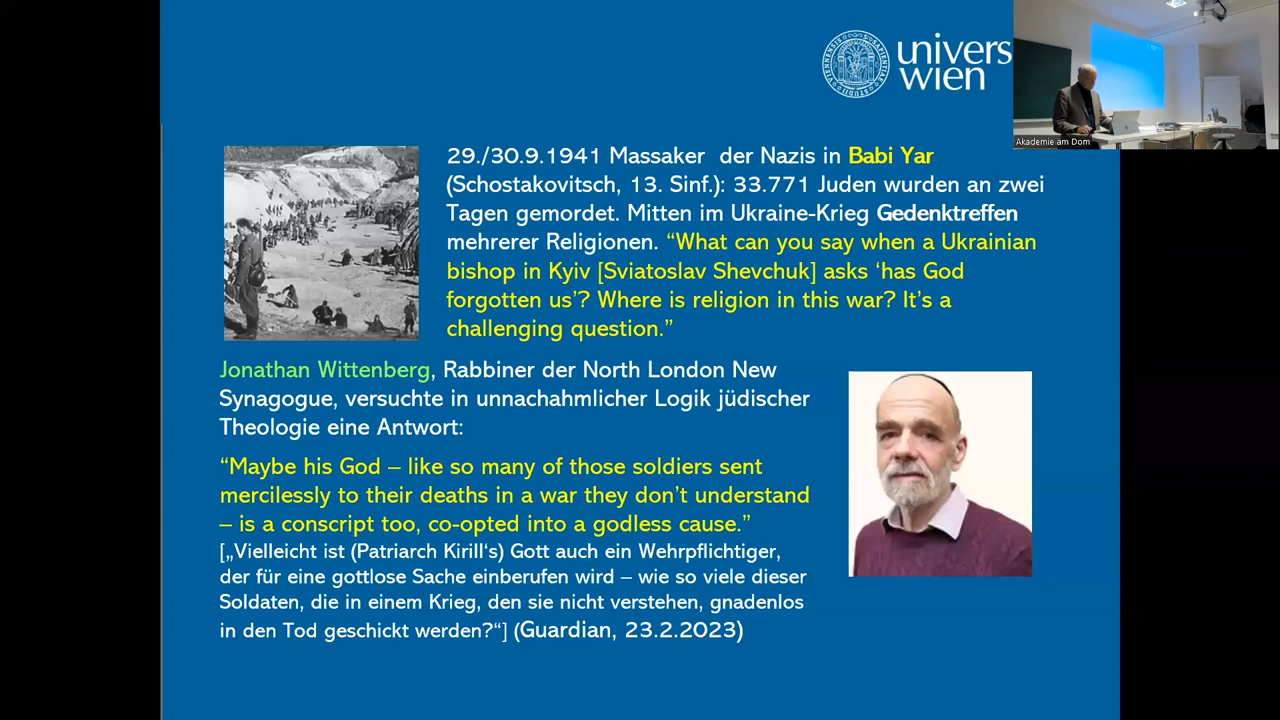 univers
wien
Akademie am Dom
29./30.9.1941 Massaker der Nazis in Babi Yar
(Schostakovitsch, 13. Sinf.): 33.771 Juden wurden an zwei
Tagen gemordet. Mitten im Ukraine-Krieg Gedenktreffen
mehrerer Religionen. “What can you say when a Ukrainian
bishop in Kyiv [Sviatoslav Shevchuk] asks ‘has God
forgotten us’? Where is religion in this war? It’s a
challenging question.”
Jonathan Wittenberg, Rabbiner der North London New
Synagogue, versuchte in unnachahmlicher Logik jüdischer
Theologie eine Antwort:
“Maybe his God – like so many of those soldiers sent
mercilessly to their deaths in a war they don’t understand
– is a conscript too, co-opted into a godless cause.”
[„Vielleicht ist (Patriarch Kirill‘s) Gott auch ein Wehrpflichtiger,
der für eine gottlose Sache einberufen wird – wie so viele dieser
Soldaten, die in einem Krieg, den sie nicht verstehen, gnadenlos
in den Tod geschickt werden?“] (Guardian, 23.2.2023)